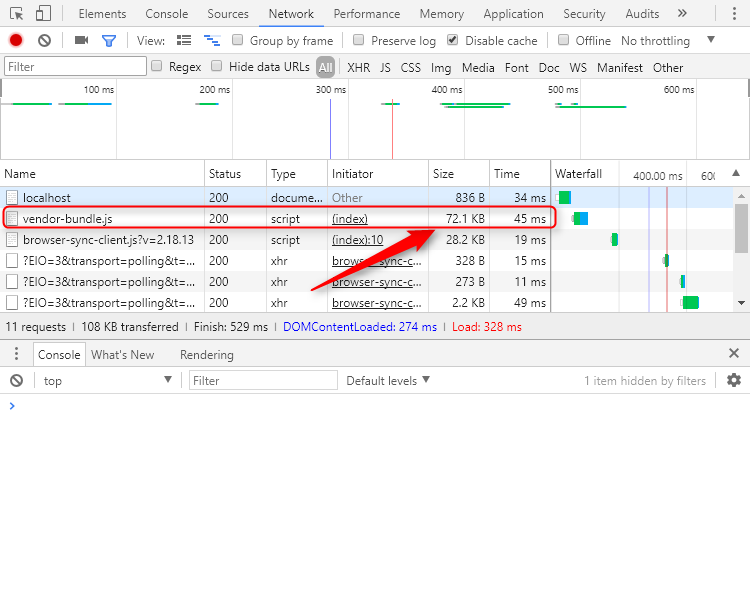 Elements Console Sources Network Performance Memory Application Security Audits »
View: Group by frame Preserve log Disable cache Offline No throttling
Filter Regex Hide data URLs All XHR JS CSS Img Media Font Doc WS Manifest Other
100 ms 200 ms 300 ms 400 ms 500 ms 600 ms
Name Status Type Initiator Size Time Waterfall 400.00 ms 600
localhost 200 docume... Other 836 B 34 ms
vendor-bundle.js 200 script (index) 72.1 KB 45 ms
browser-sync-client.js?v=2.18.13 200 script (index):10 28.2 KB 19 ms
?EIO=3&transport=polling&t=... 200 xhr browser-sync-c... 328 B 15 ms
?EIO=3&transport=polling&t=... 200 xhr browser-sync-c... 273 B 11 ms
?EIO=3&transport=polling&t=... 200 xhr browser-sync-c... 2.2 KB 49 ms
11 requests | 108 KB transferred | Finish: 529 ms | DOMContentLoaded: 274 ms | Load: 328 ms
Console What's New Rendering
top Filter Default levels 1 item hidden by filters